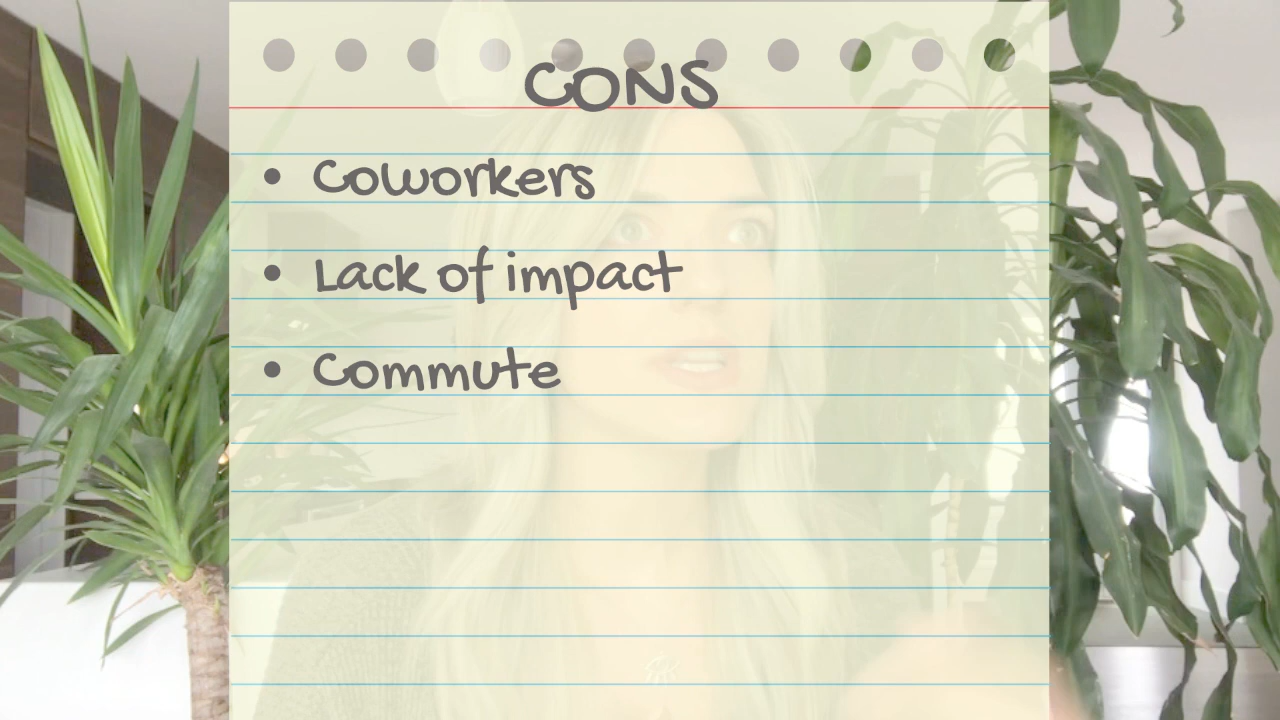 CONS
• Coworkers
• Lack of impact
• Commute